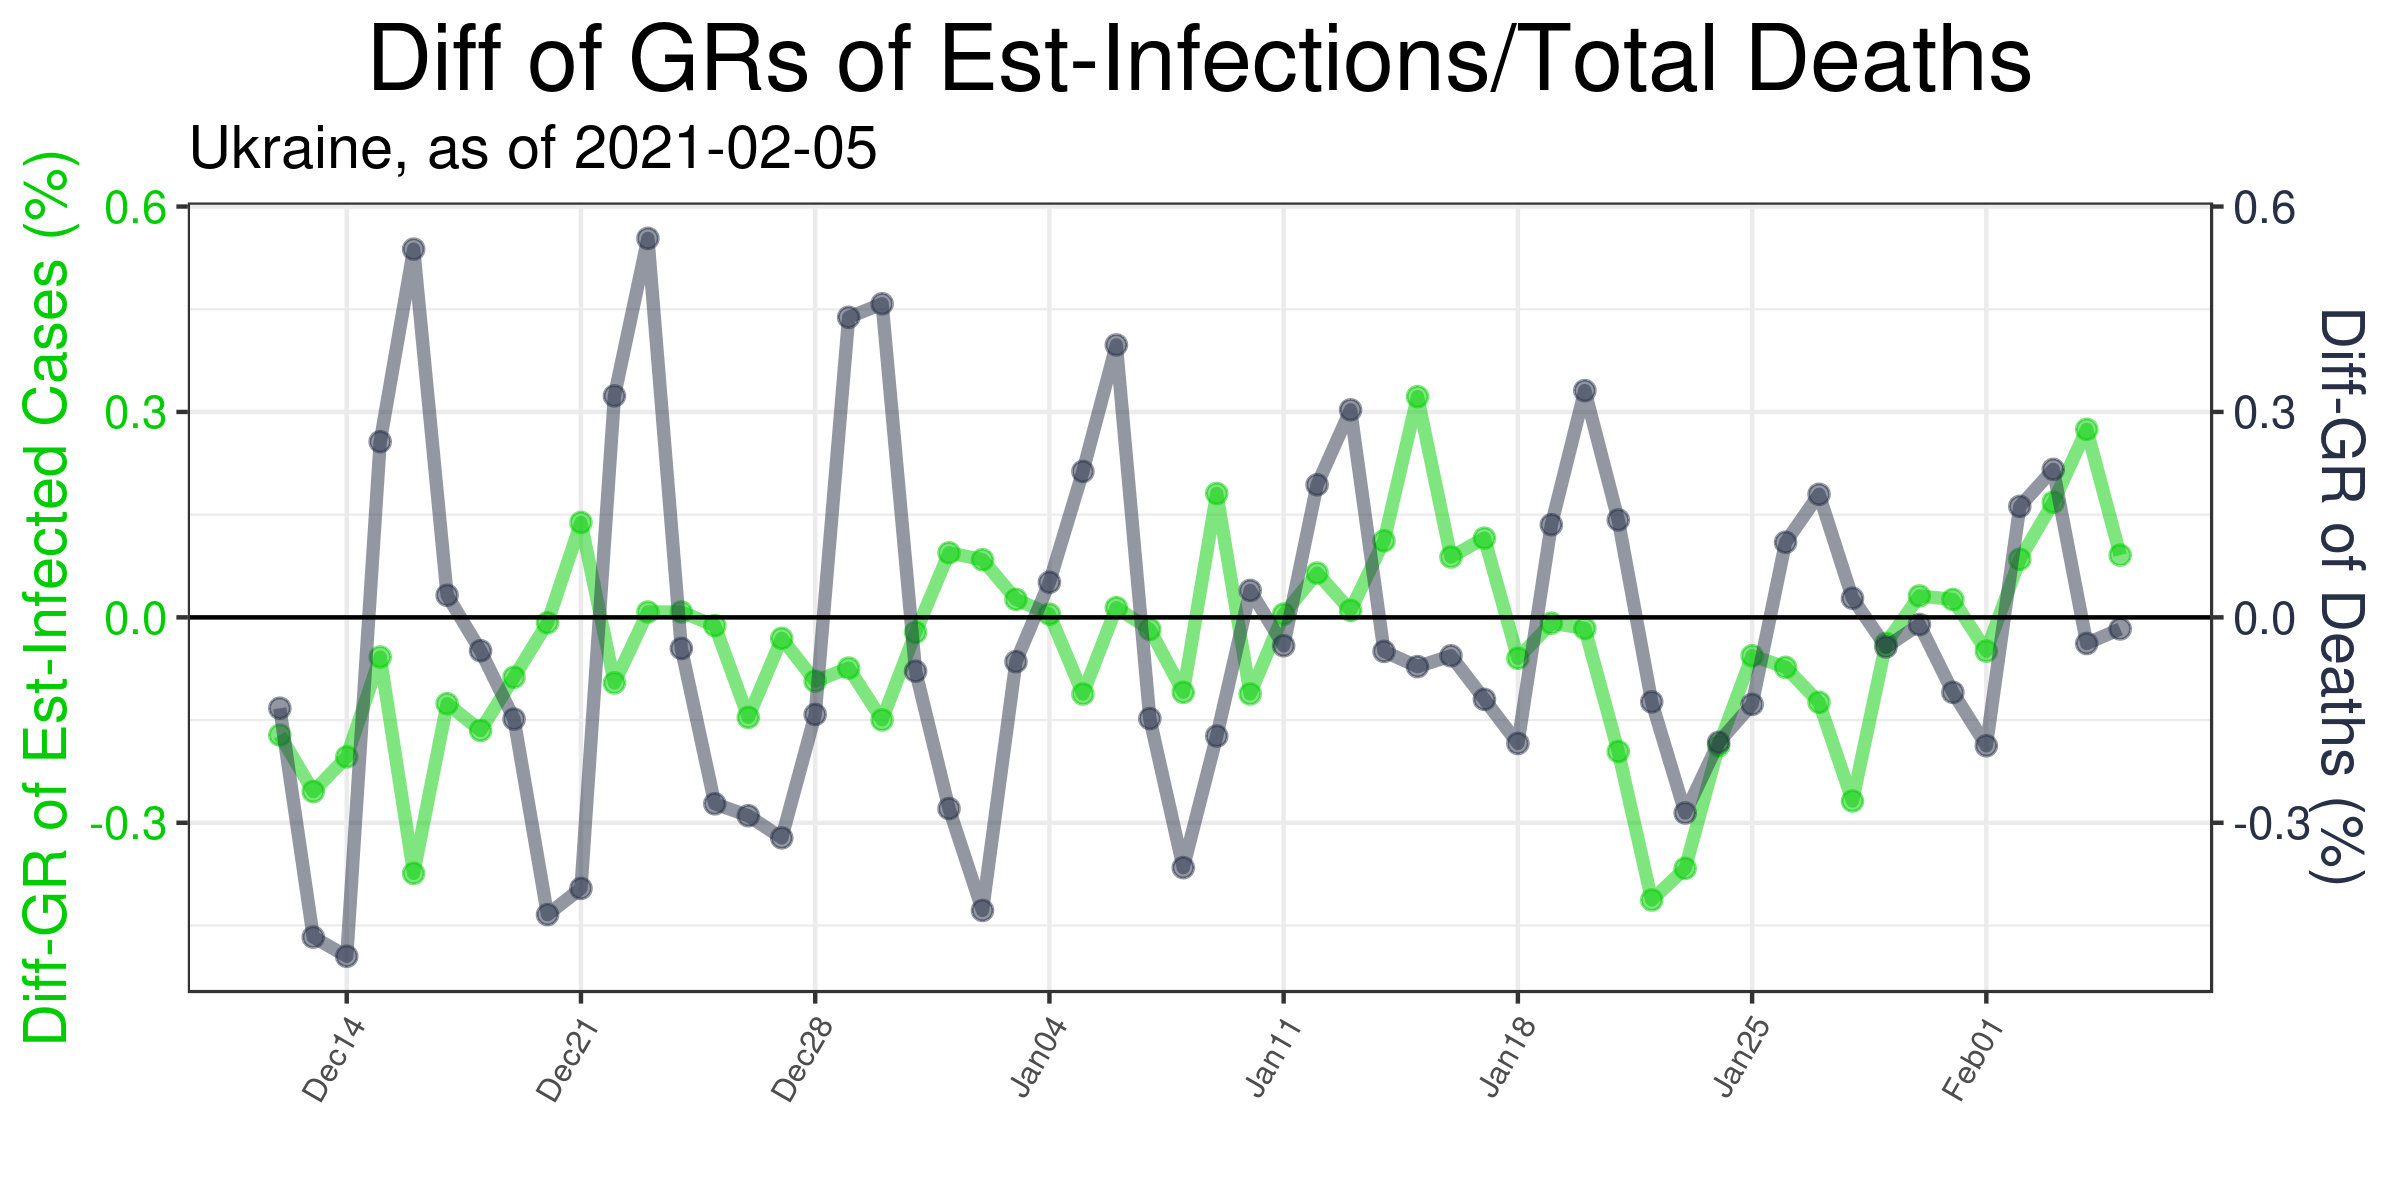 Diff of GRs of Est-Infections/Total Deaths
Ukraine, as of 2021-02-05
Diff-GR of Est-Infected Cases (%)
0.6
0.3
0.0
-0.3
0.6
0.3
0.0
-0.3
Diff-GR of Deaths (%)
Dec14
Dec21
Dec28
Jan04
Jan11
Jan18
Jan25
Feb01